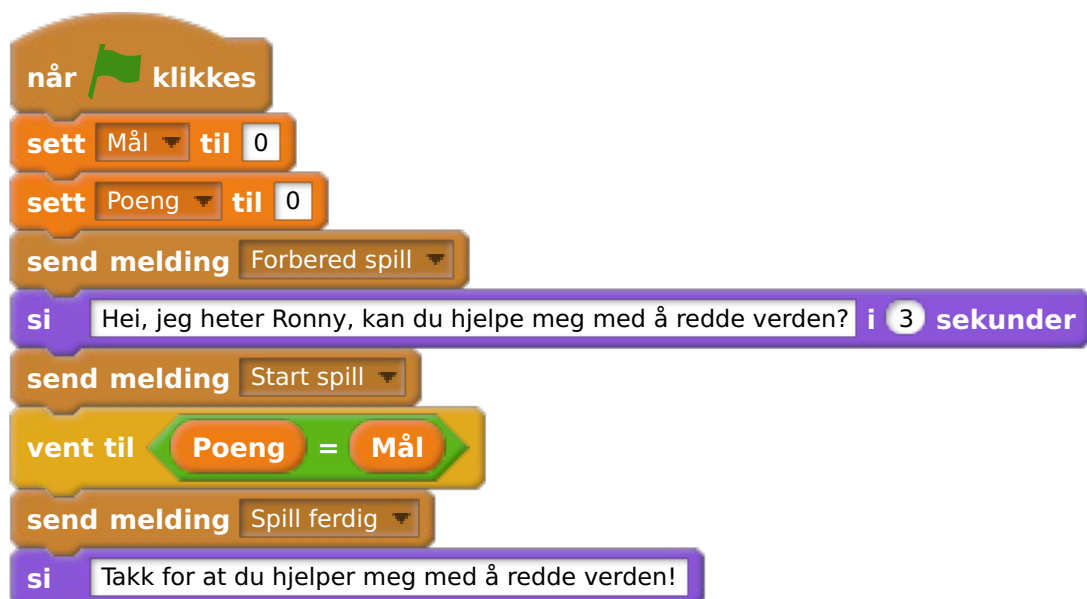 når klikkes
sett Mål til 0
sett Poeng til 0
send melding Forbered spill
si Hei, jeg heter Ronny, kan du hjelpe meg med å redde verden? i 3 sekunder
send melding Start spill
vent til Poeng = Mål
send melding Spill ferdig
si Takk for at du hjelper meg med å redde verden!